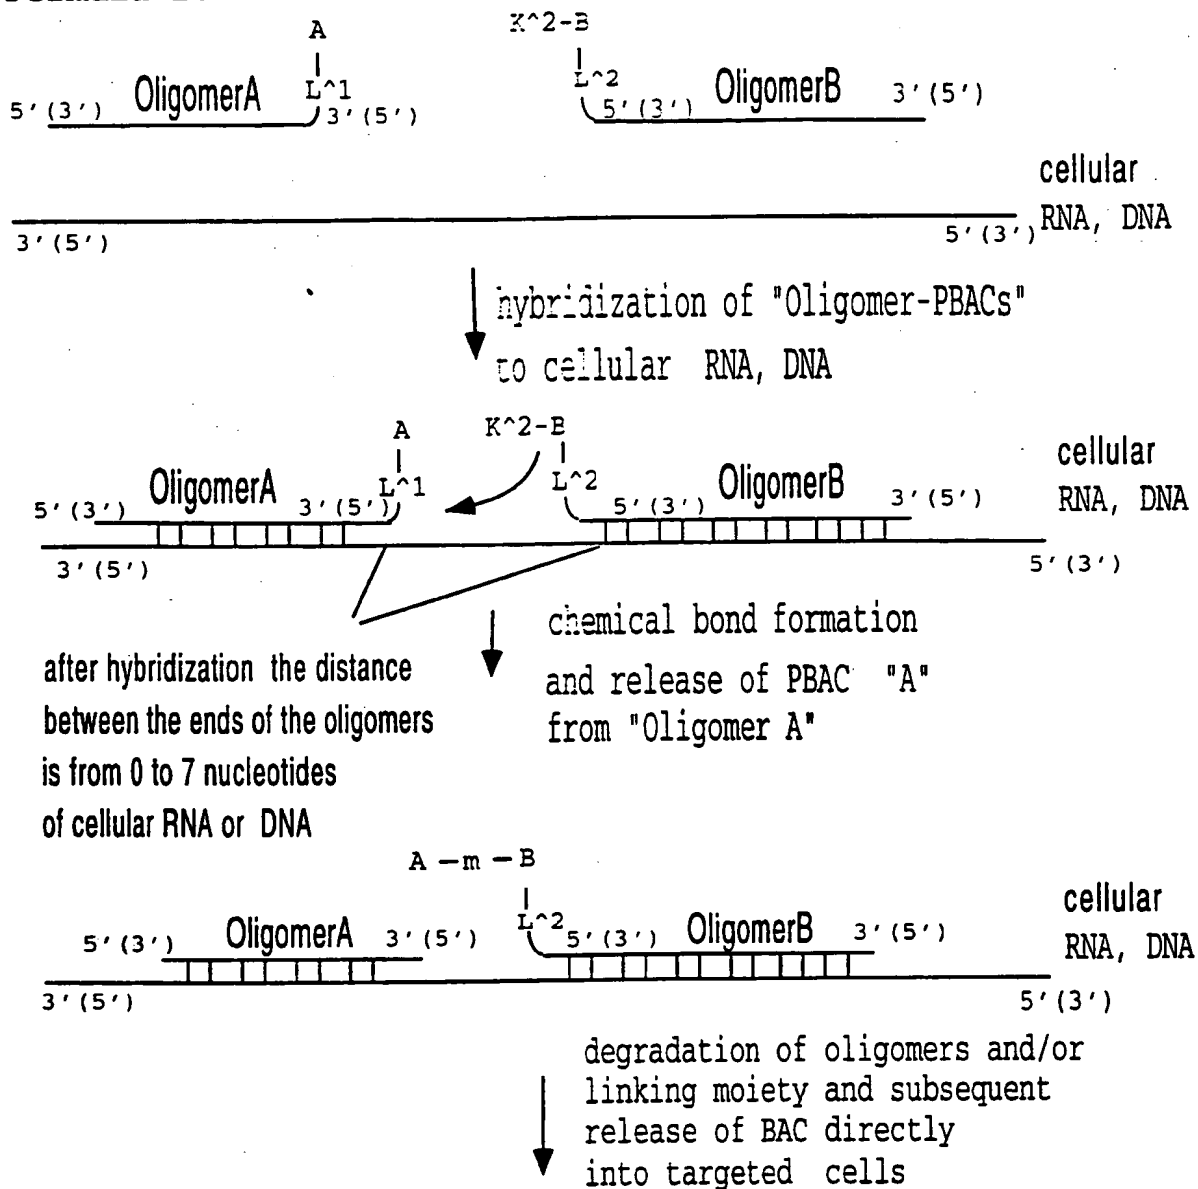 A
K^2-B
L^1
L^2
OligomerA
OligomerB
5'(3')
3'(5')
5'(3')
3'(5')
cellular
RNA, DNA
3'(5')
5'(3')
hybridization of "Oligomer-PBACs"
to cellular RNA, DNA
A
K^2-B
L^1
L^2
OligomerA
OligomerB
5'(3')
3'(5')
5'(3')
3'(5')
cellular
RNA, DNA
3'(5')
5'(3')
chemical bond formation
and release of PBAC "A"
from "Oligomer A"
after hybridization the distance
between the ends of the oligomers
is from 0 to 7 nucleotides
of cellular RNA or DNA
A —m — B
L^2
OligomerA
OligomerB
5'(3')
3'(5')
5'(3')
3'(5')
cellular
RNA, DNA
3'(5')
5'(3')
degradation of oligomers and/or
linking moiety and subsequent
release of BAC directly
into targeted cells